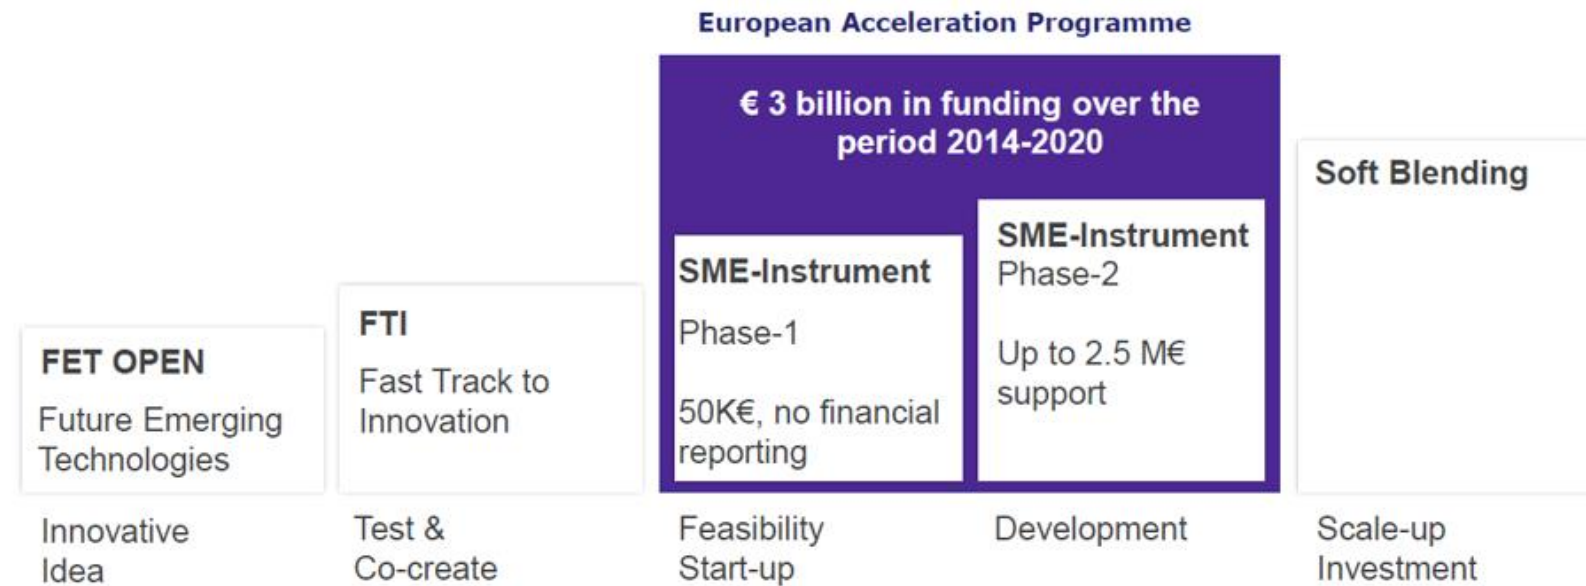 European Acceleration Programme
€ 3 billion in funding over the
period 2014-2020
FET OPEN
Future Emerging
Technologies
Innovative
Idea
FTI
Fast Track to
Innovation
Test &
Co-create
SME-Instrument
Phase-1
50K€, no financial
reporting
Feasibility
Start-up
SME-Instrument
Phase-2
Up to 2.5 M€
support
Development
Soft Blending
Scale-up
Investment